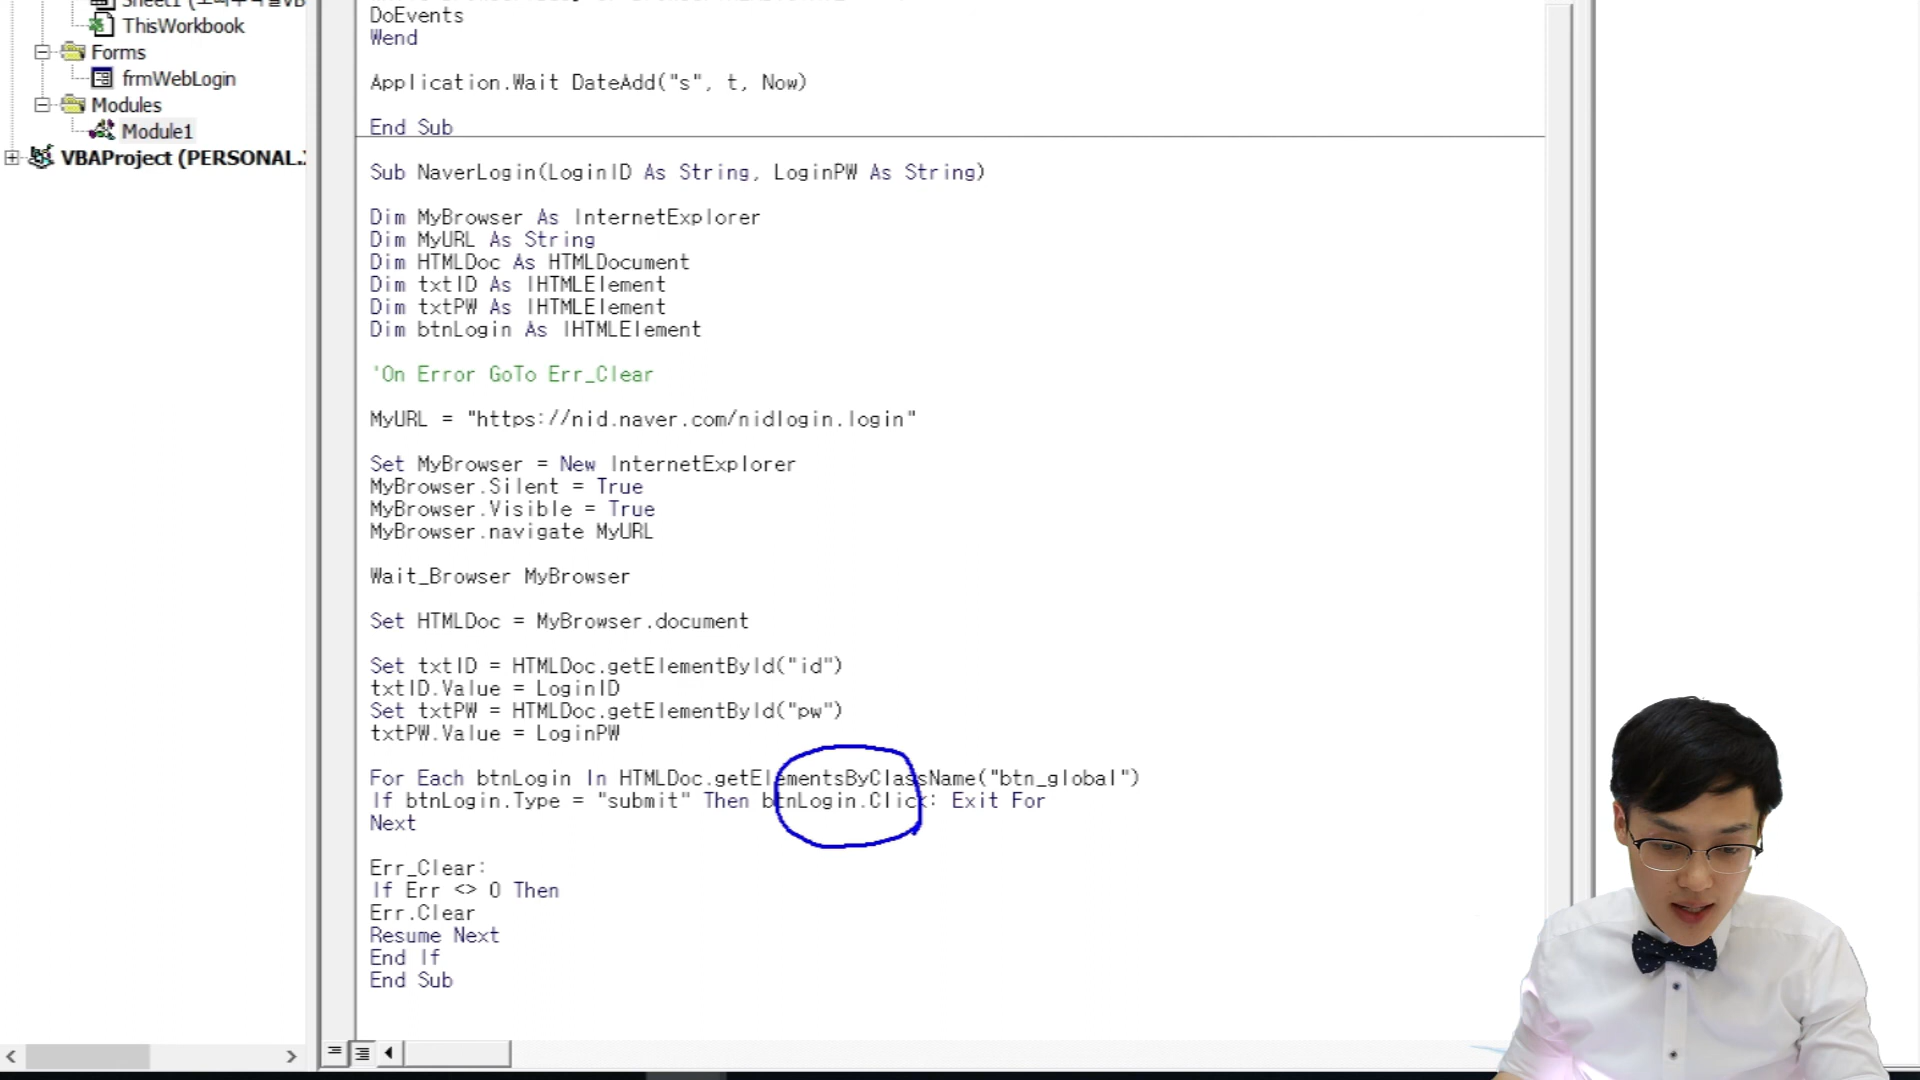 ThisWorkbook
Forms
frmWebLogin
Modules
Module1
VBAProject (PERSONAL.
DoEvents
Wend
Application.Wait DateAdd("s", t, Now)
End Sub
Sub NaverLogin(LoginID As String, LoginPW As String)
Dim MyBrowser As InternetExplorer
Dim MyURL As String
Dim HTMLDoc As HTMLDocument
Dim txtID As IHTMLElement
Dim txtPW As IHTMLElement
Dim btnLogin As IHTMLElement
'On Error GoTo Err_Clear
MyURL = "https://nid.naver.com/nidlogin.login"
Set MyBrowser = New InternetExplorer
MyBrowser.Silent = True
MyBrowser.Visible = True
MyBrowser.navigate MyURL
Wait_Browser MyBrowser
Set HTMLDoc = MyBrowser.document
Set txtID = HTMLDoc.getElementById("id")
txtID.Value = LoginID
Set txtPW = HTMLDoc.getElementById("pw")
txtPW.Value = LoginPW
For Each btnLogin In HTMLDoc.getElementsByClassName("btn_global")
If btnLogin.Type = "submit" Then btnLogin.Click: Exit For
Next
Err_Clear:
If Err <> 0 Then
Err.Clear
Resume Next
End If
End Sub